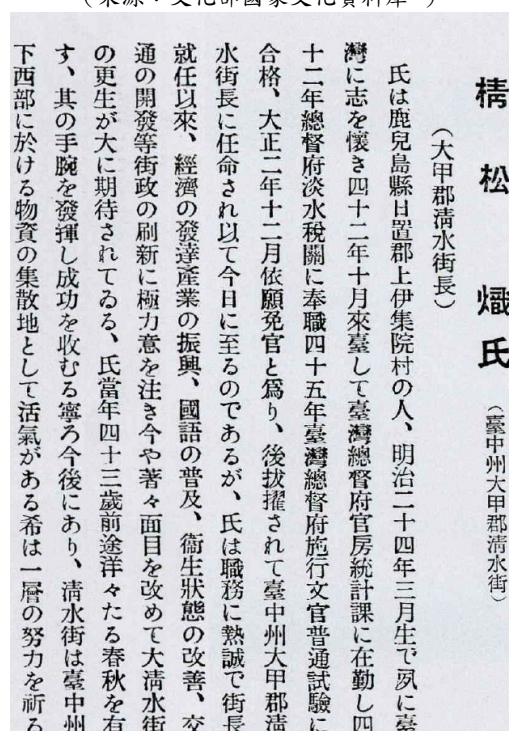 （來源：文化部國家文化資料庫 ）
楈松熾氏（臺中州大甲郡淸水街）
（大甲郡淸水街長）
氏は鹿兒島縣日置郡上伊集院村の人、明治二十四年三月生で夙に臺
灣に志を懷き四十二年十月來臺して臺灣總督府官房統計課に在勤し四
十二年總督府淡水稅關に奉職四十五年臺灣總督府施行文官普通試驗に
合格、大正二年十二月依願免官と爲り、後拔擢されて臺中州大甲郡淸
水街長に任命され以て今日に至るのであるが、氏は職務に熱誠で街長
就任以來、經濟の發達產業の振興、國語の普及、衞生狀態の改善、交
通の開發等街政の刷新に極力意を注き今や著々面目を改めて大淸水街
の更生が大に期待されてゐる、氏當年四十三歲前途洋々たる春秋を有
す、其の手腕を發揮し成功を收むる寧ろ今後にあり、淸水街は臺中州
下西部に於ける物資の集散地として活氣がある希は一層の努力を祈る